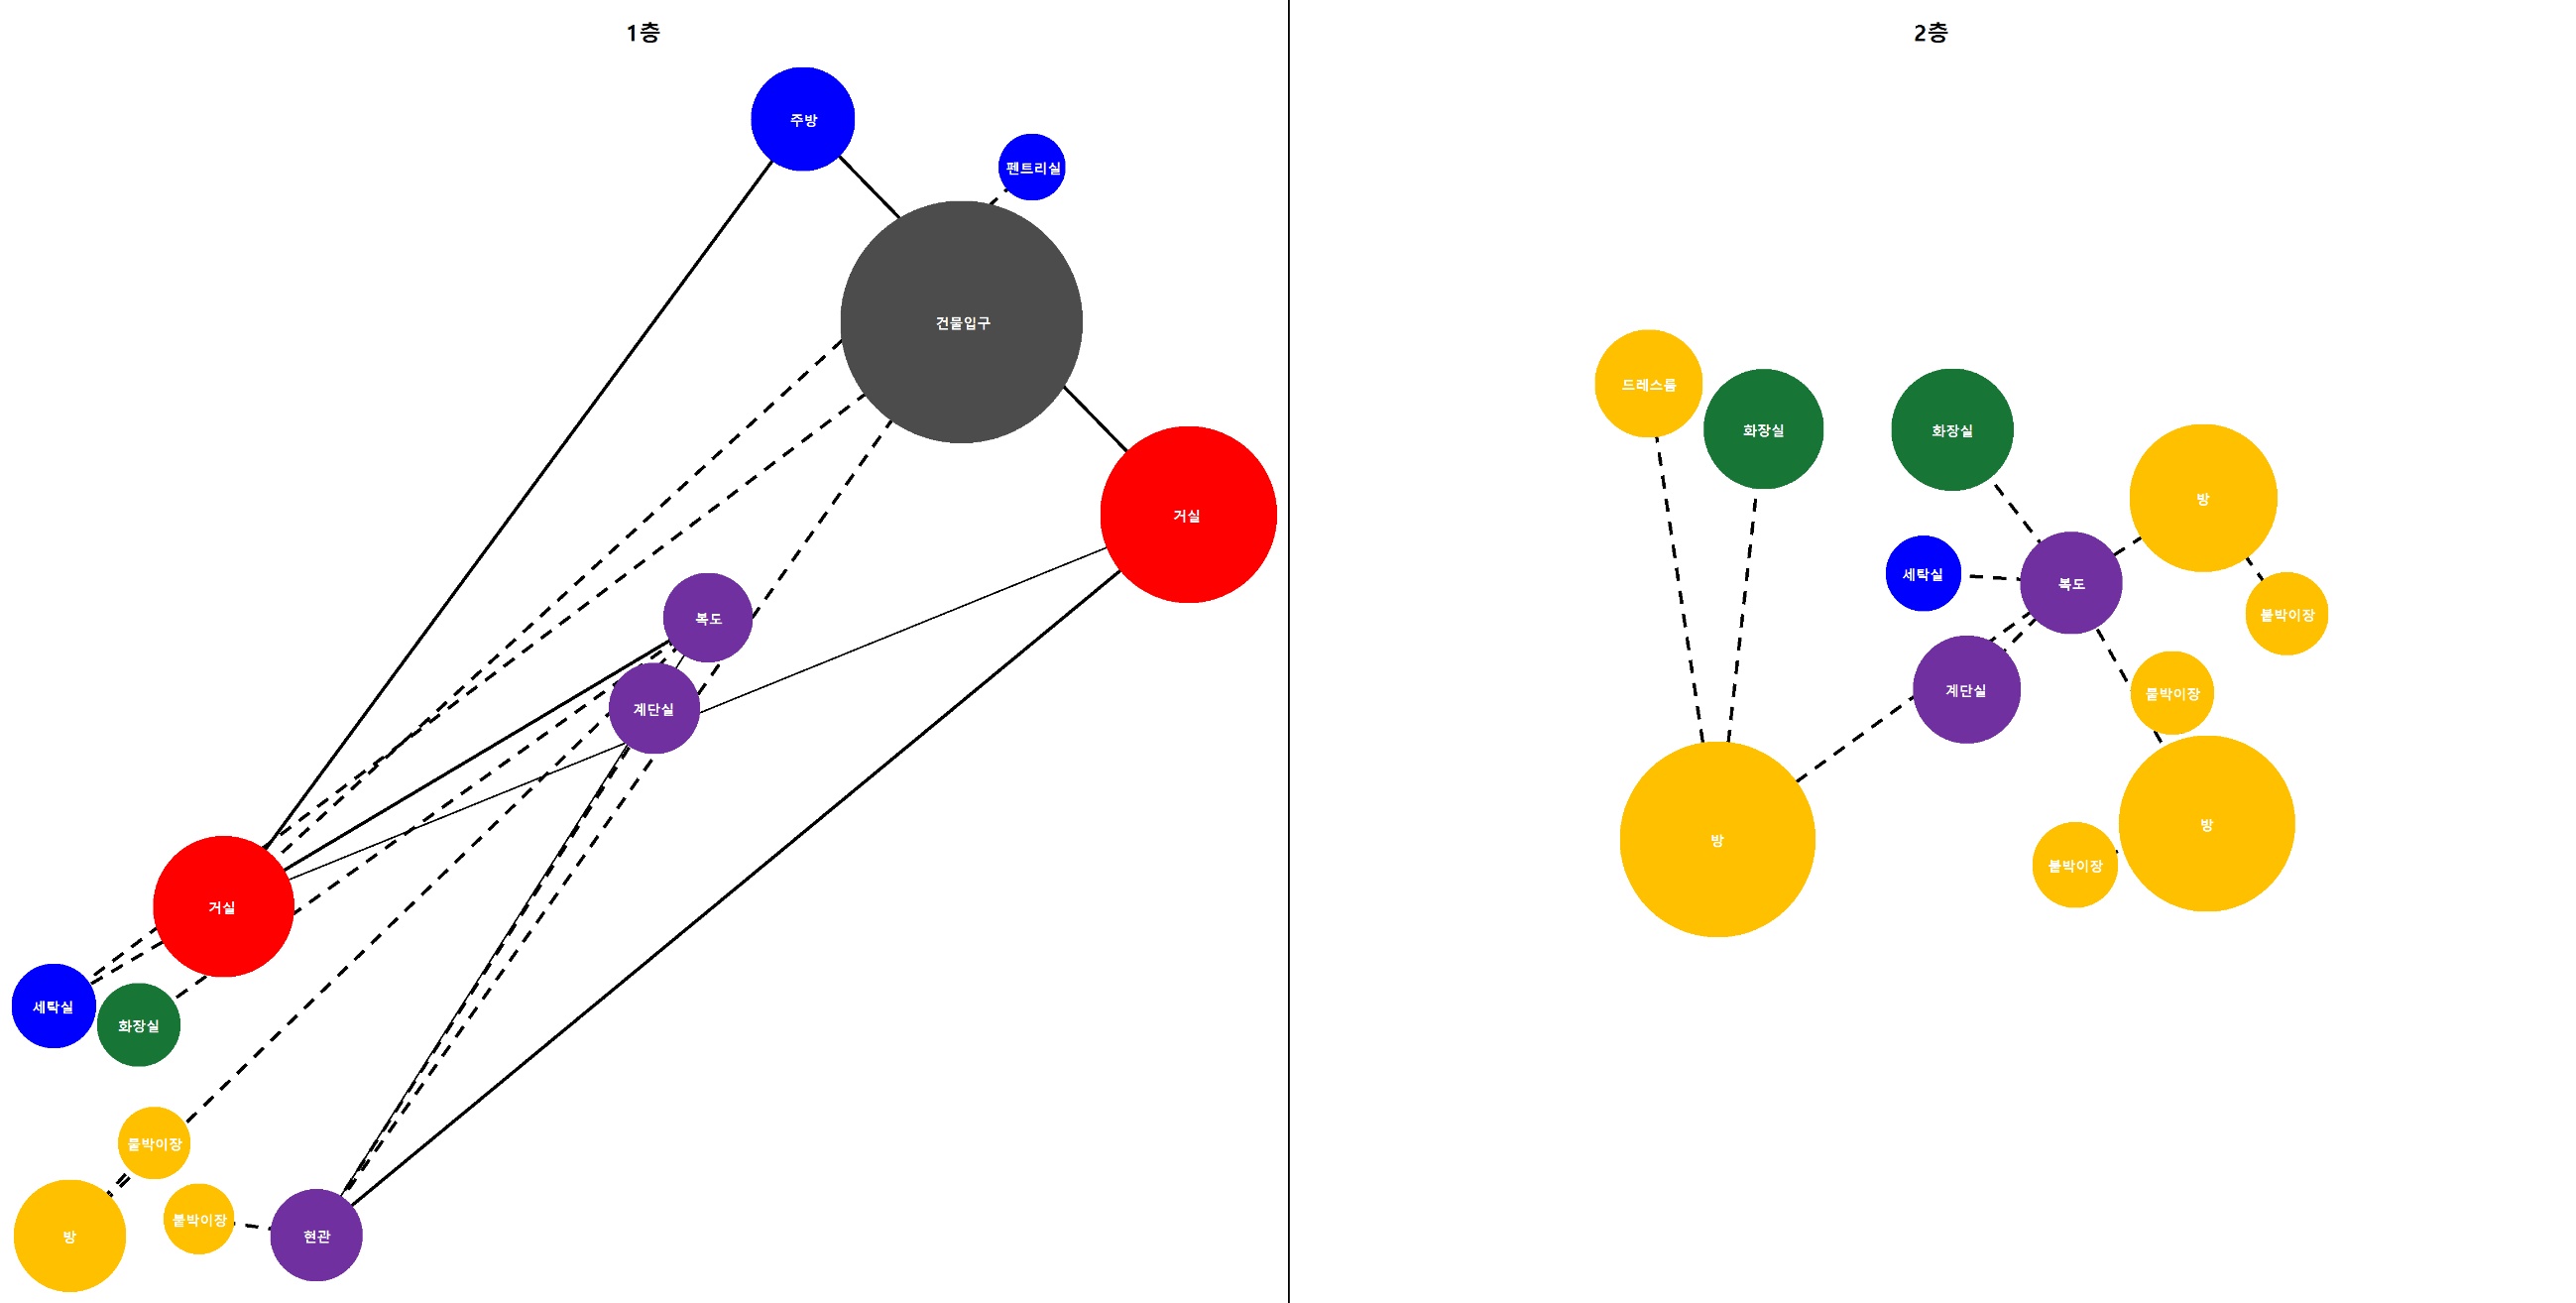 1층
주방
펜트리실
건물입구
거실
복도
계단실
거실
세탁실
화장실
붙박이장
붙박이장
방
현관
2층
드레스룸
화장실
화장실
방
세탁실
복도
붙박이장
계단실
붙박이장
방
방
붙박이장